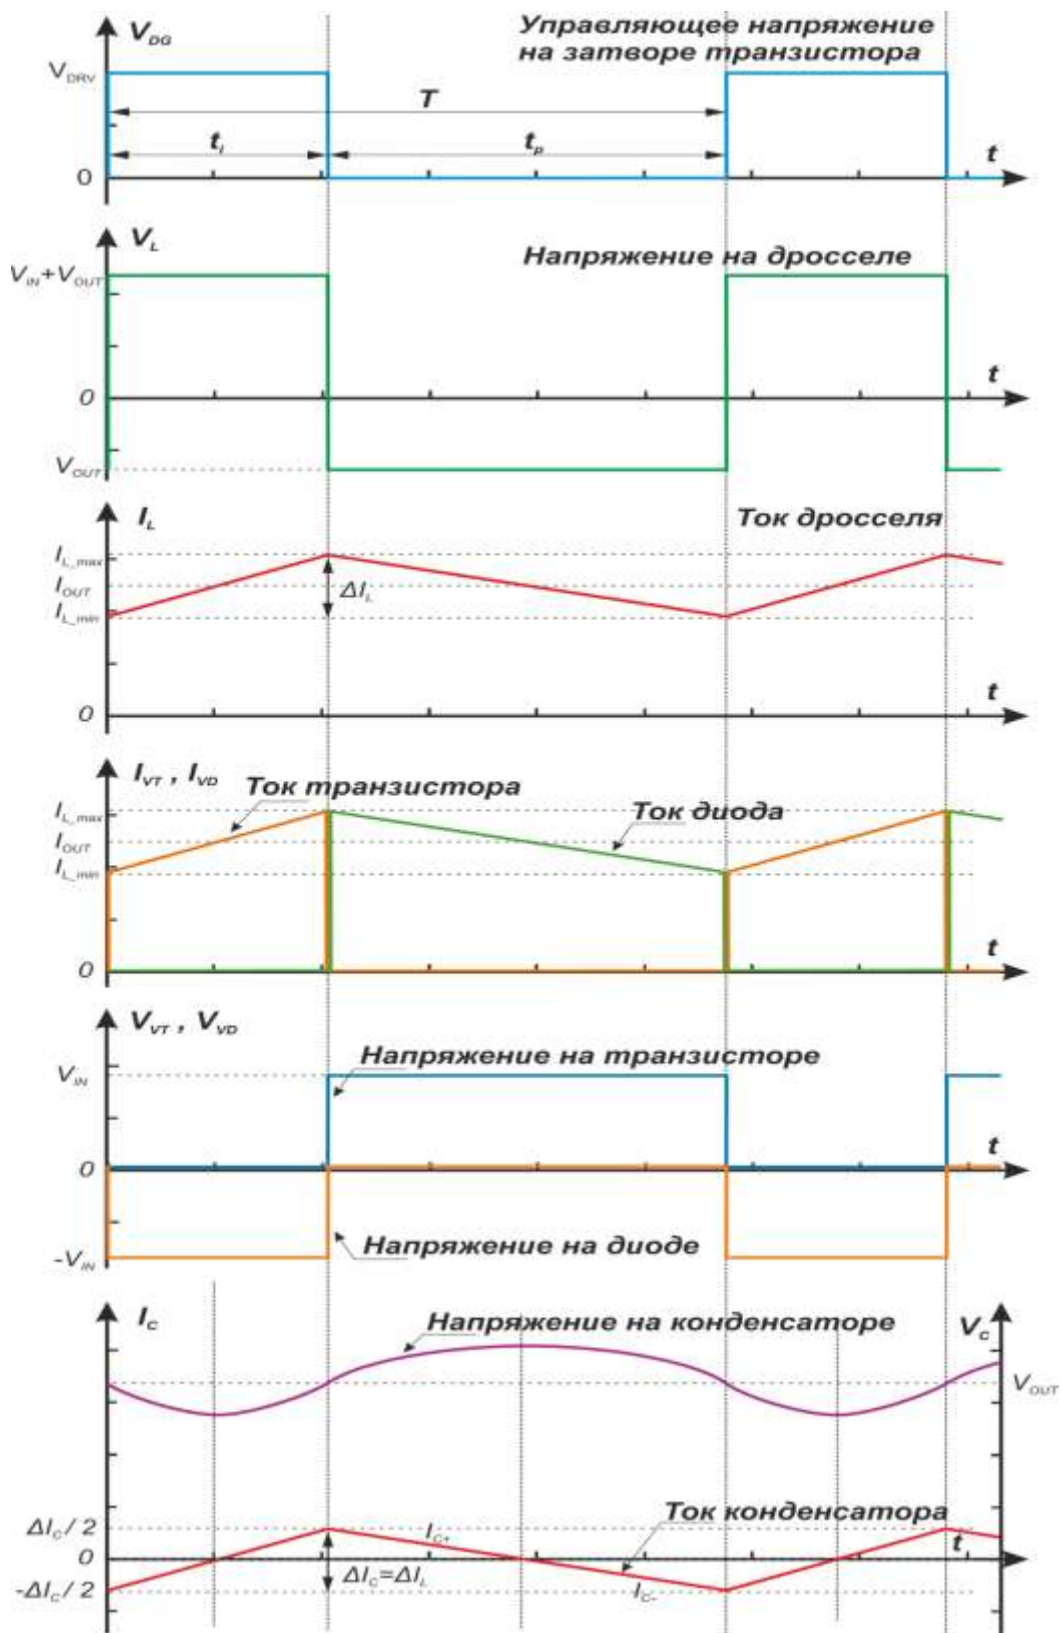 V_DG
Управляющее напряжение
на затворе транзистора
V_DRV
T
t_i
t_p
t
0
V_L
Напряжение на дросселе
V_IN+V_OUT
t
0
V_OUT
I_L
Ток дросселя
I_L_max
I_OUT
ΔI_L
I_L_min
t
0
I_VT , I_VD
Ток транзистора
Ток диода
I_L_max
I_OUT
I_L_min
t
0
V_VT , V_VD
Напряжение на транзисторе
V_IN
t
0
Напряжение на диоде
-V_IN
I_C
Напряжение на конденсаторе
V_C
V_OUT
Ток конденсатора
ΔI_C/2
I_C+
t
0
ΔI_C=ΔI_L
-ΔI_C/2
I_C-